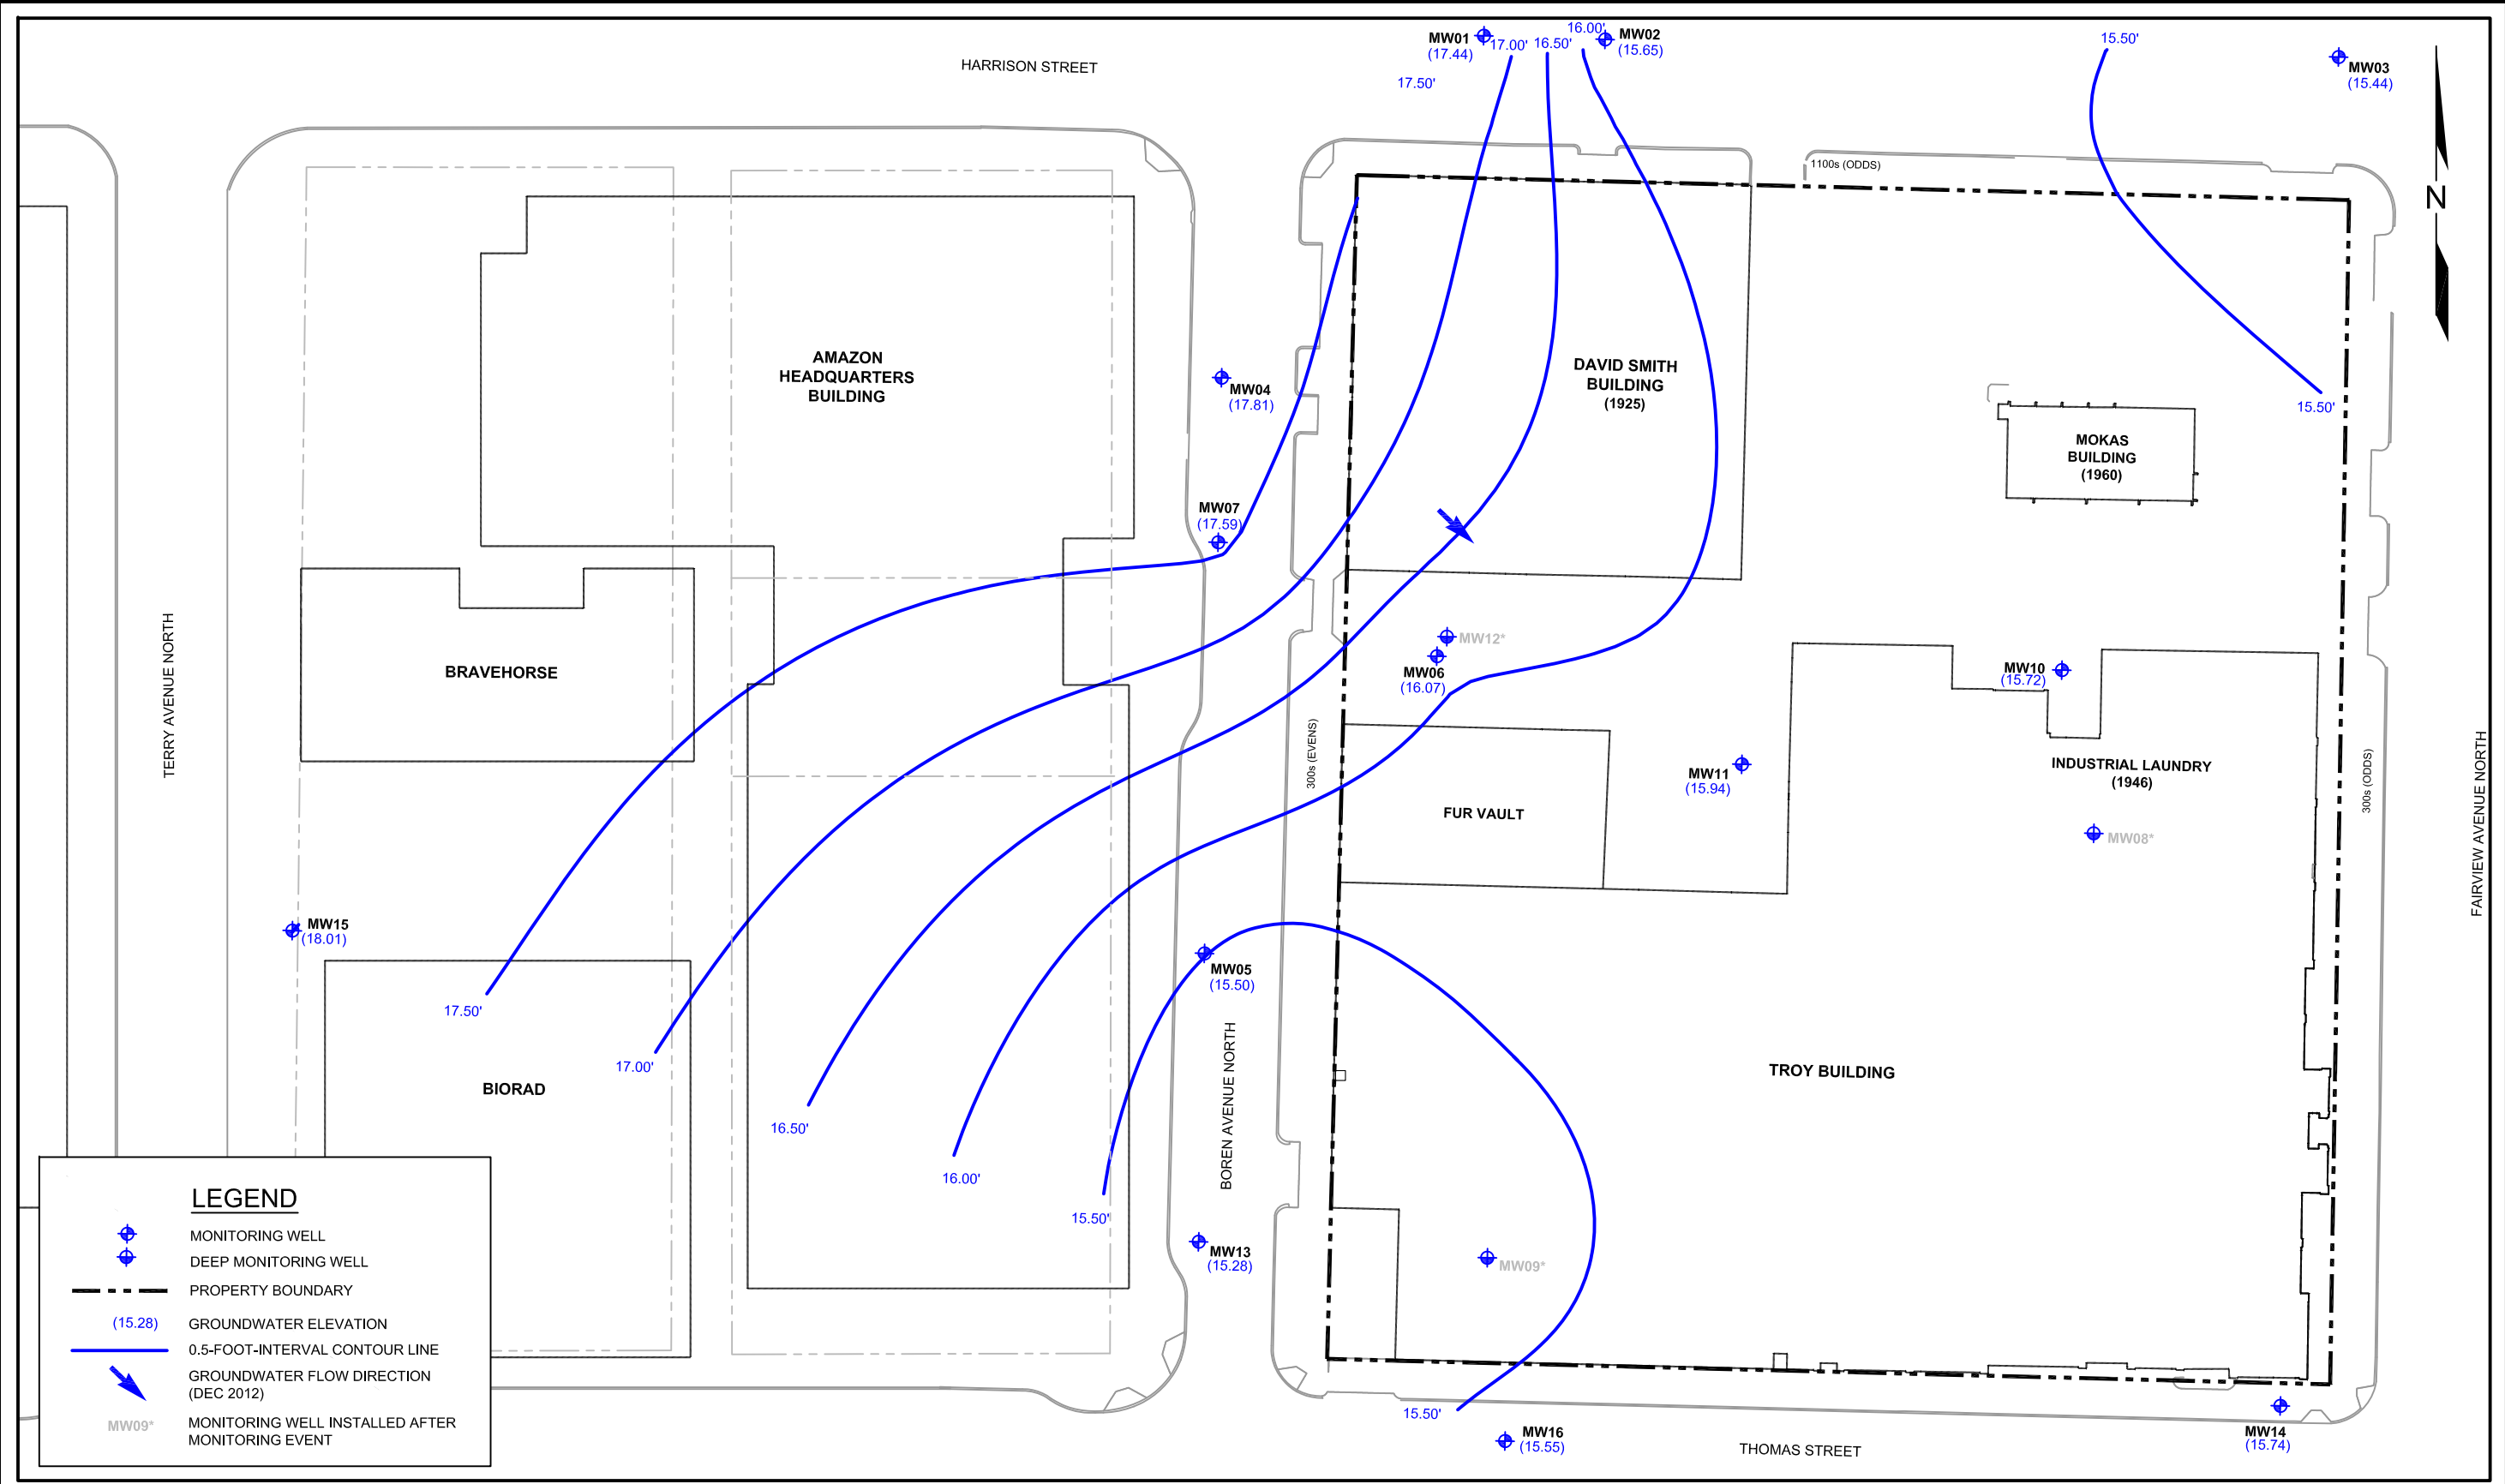 MW01
(17.44)
17.00'
16.50'
16.00'
MW02
(15.65)
15.50'
MW03
(15.44)
HARRISON STREET
17.50'
1100s (ODDS)
N
AMAZON
HEADQUARTERS
BUILDING
MW04
(17.81)
DAVID SMITH
BUILDING
(1925)
15.50'
MOKAS
BUILDING
(1960)
MW07
(17.59)
TERRY AVENUE NORTH
BRAVEHORSE
MW12*
MW06
(16.07)
MW10
(15.72)
300s (EVENS)
MW11
(15.94)
INDUSTRIAL LAUNDRY
(1946)
300s (ODDS)
FAIRVIEW AVENUE NORTH
FUR VAULT
MW08*
MW15
(18.01)
MW05
(15.50)
17.50'
17.00'
BIORAD
16.50'
16.00'
15.50'
BOREN AVENUE NORTH
TROY BUILDING
MW13
(15.28)
MW09*
15.50'
MW16
(15.55)
THOMAS STREET
MW14
(15.74)
LEGEND
MONITORING WELL
DEEP MONITORING WELL
PROPERTY BOUNDARY
(15.28) GROUNDWATER ELEVATION
0.5-FOOT-INTERVAL CONTOUR LINE
GROUNDWATER FLOW DIRECTION
(DEC 2012)
MW09* MONITORING WELL INSTALLED AFTER
MONITORING EVENT